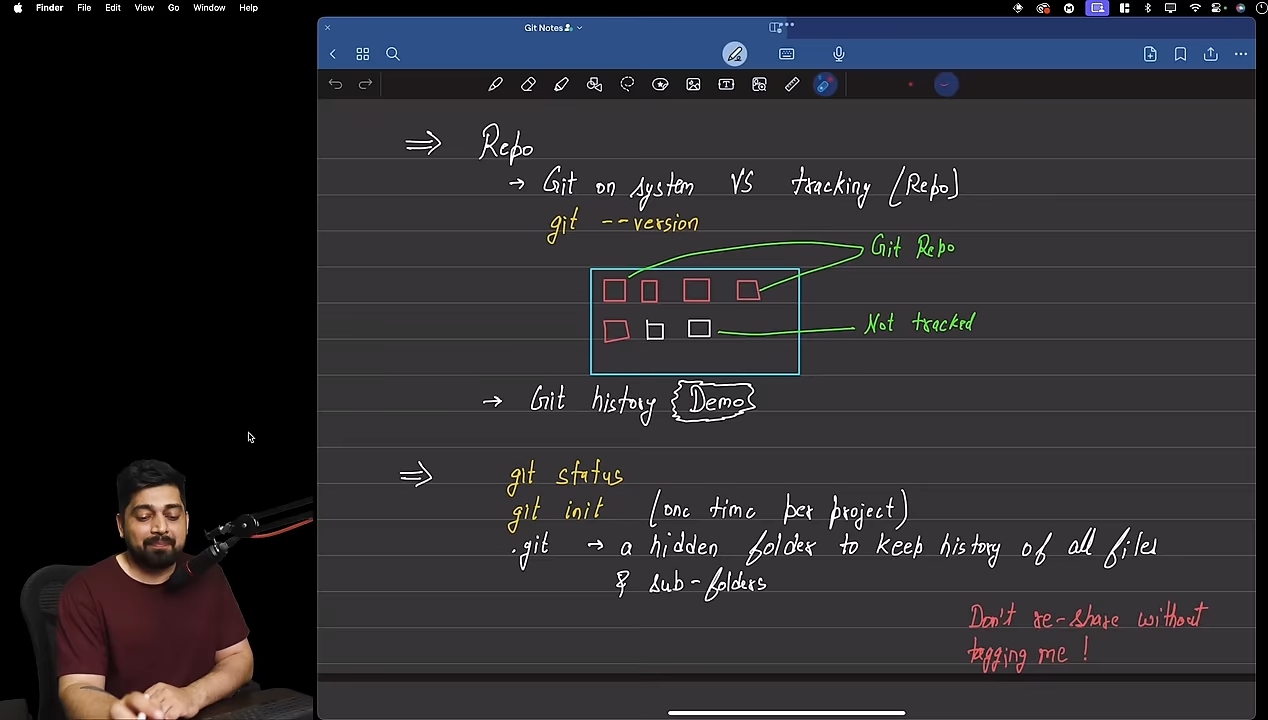 Finder File Edit View Go Window Help
Git Notes
⇒ Repo
→ Git on system VS tracking (Repo)
git --version
Git Repo
Not tracked
→ Git history {Demo}
⇒ git status
git init (one time per project)
.git → a hidden folder to keep history of all files
& sub-folders
Don't re-share without
tagging me !